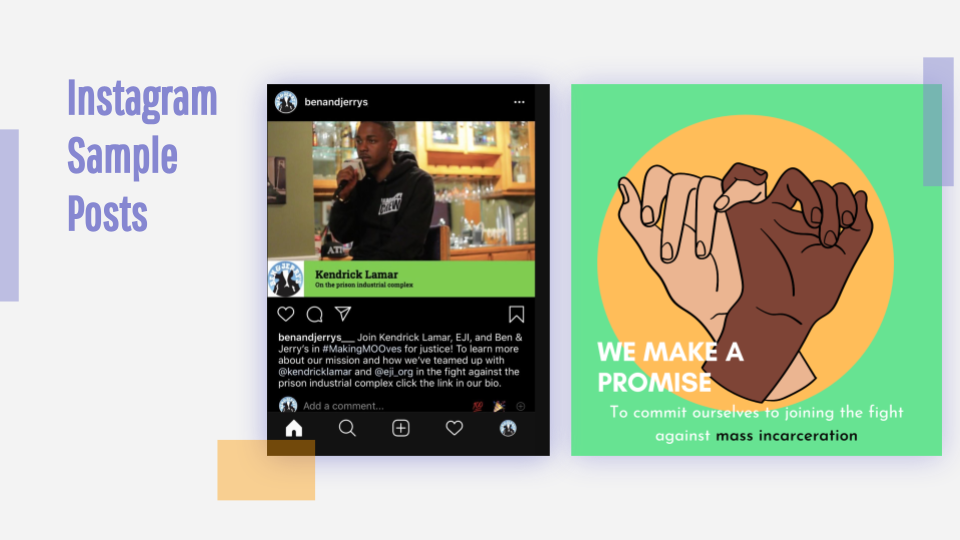 Instagram
Sample
Posts
benandjerrys
Kendrick Lamar
On the prison industrial complex
benandjerrys___ Join Kendrick Lamar, EJI, and Ben &
Jerry's in #MakingMOOves for justice! To learn more
about our mission and how we've teamed up with
@kendricklamar and @eji_org in the fight against the
prison industrial complex click the link in our bio.
Add a comment...
WE MAKE A
PROMISE
To commit ourselves to joining the fight
against mass incarceration